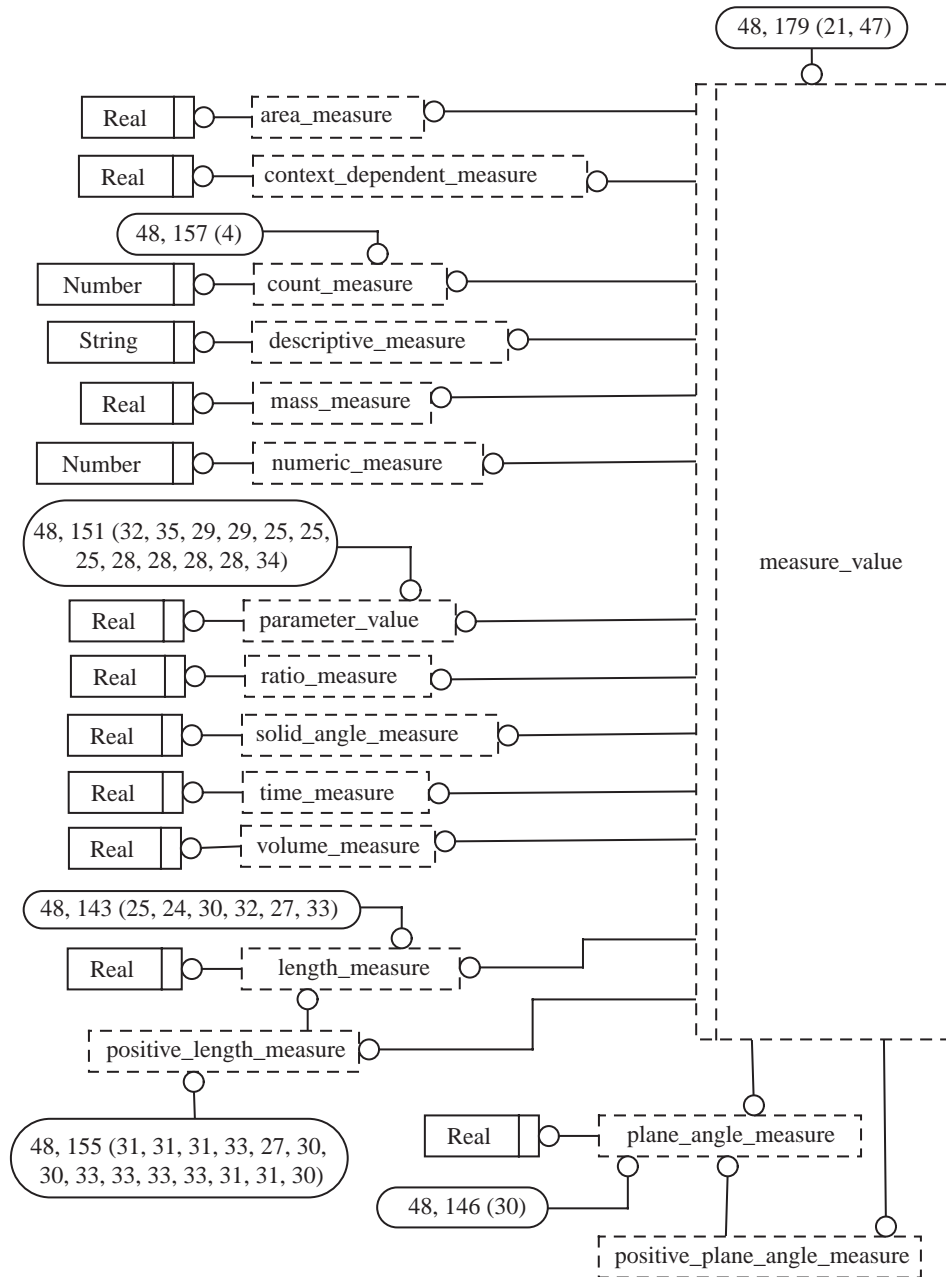 48, 179 (21, 47)
Real
area_measure
Real
context_dependent_measure
48, 157 (4)
Number
count_measure
String
descriptive_measure
Real
mass_measure
Number
numeric_measure
48, 151 (32, 35, 29, 29, 25, 25,
25, 28, 28, 28, 28, 34)
measure_value
Real
parameter_value
Real
ratio_measure
Real
solid_angle_measure
Real
time_measure
Real
volume_measure
48, 143 (25, 24, 30, 32, 27, 33)
Real
length_measure
positive_length_measure
48, 155 (31, 31, 31, 33, 27, 30,
30, 33, 33, 33, 33, 31, 31, 30)
Real
plane_angle_measure
48, 146 (30)
positive_plane_angle_measure